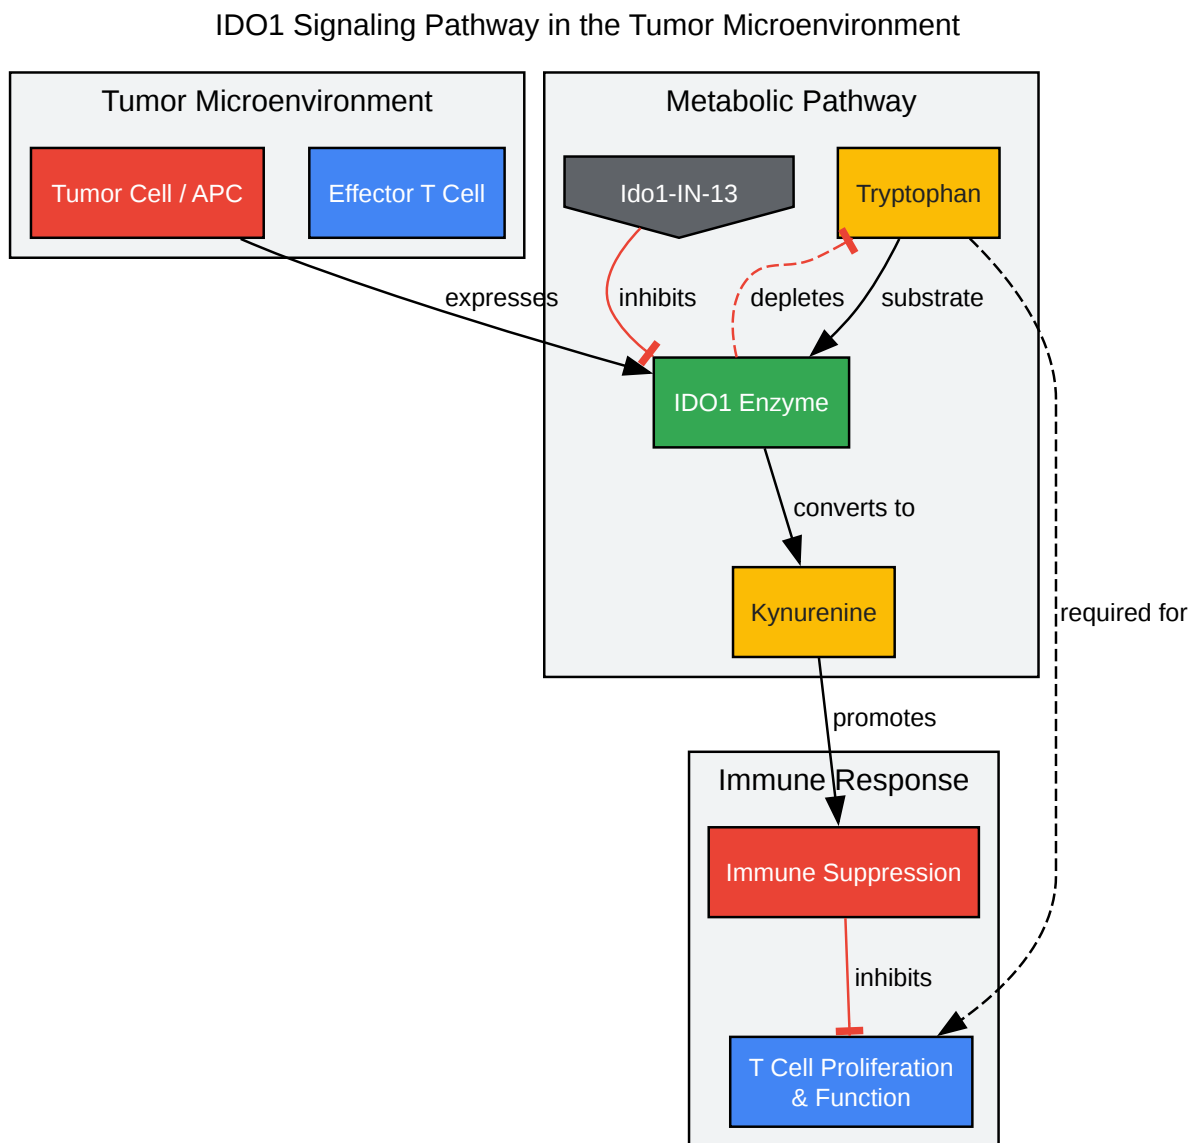 IDO1 Signaling Pathway in the Tumor Microenvironment
Tumor Microenvironment
Metabolic Pathway
Tumor Cell / APC
Effector T Cell
Ido1-IN-13
Tryptophan
expresses
inhibits
depletes
substrate
IDO1 Enzyme
converts to
Kynurenine
required for
promotes
Immune Response
Immune Suppression
inhibits
T Cell Proliferation
& Function